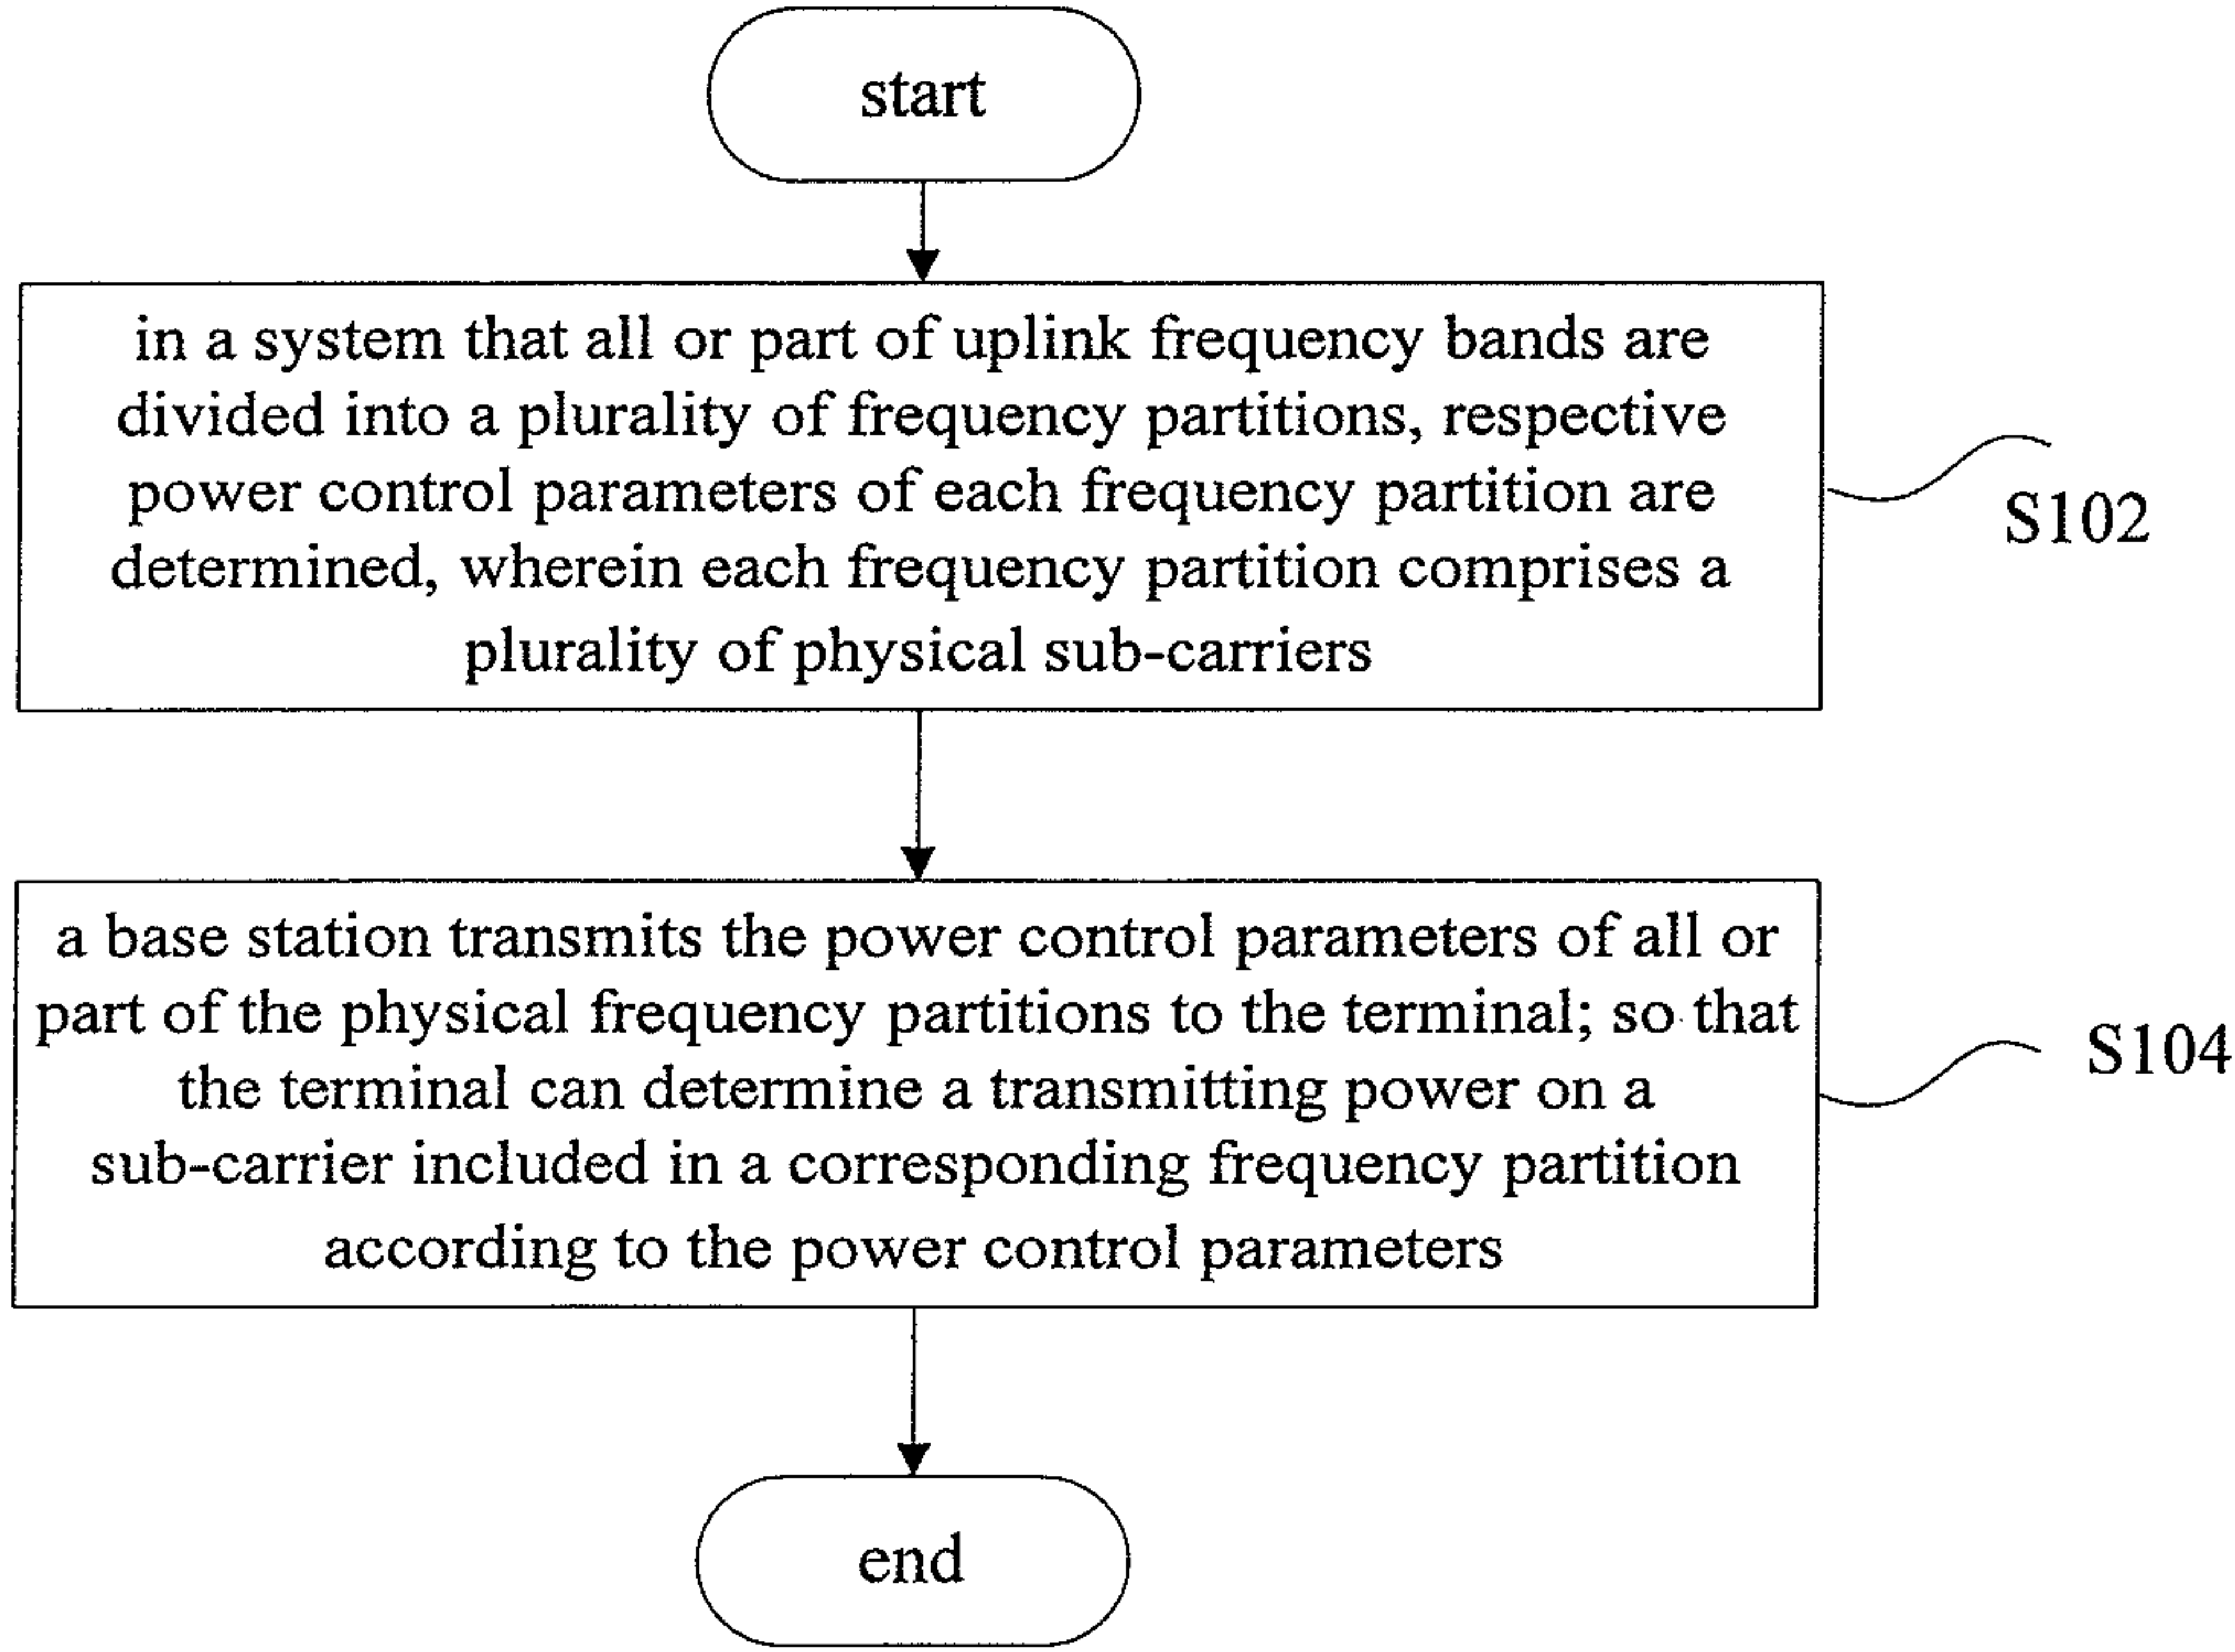 start
in a system that all or part of uplink frequency bands are
divided into a plurality of frequency partitions, respective
power control parameters of each frequency partition are
determined, wherein each frequency partition comprises a
plurality of physical sub-carriers
S102
a base station transmits the power control parameters of all or
part of the physical frequency partitions to the terminal; so that
the terminal can determine a transmitting power on a
sub-carrier included in a corresponding frequency partition
according to the power control parameters
S104
end